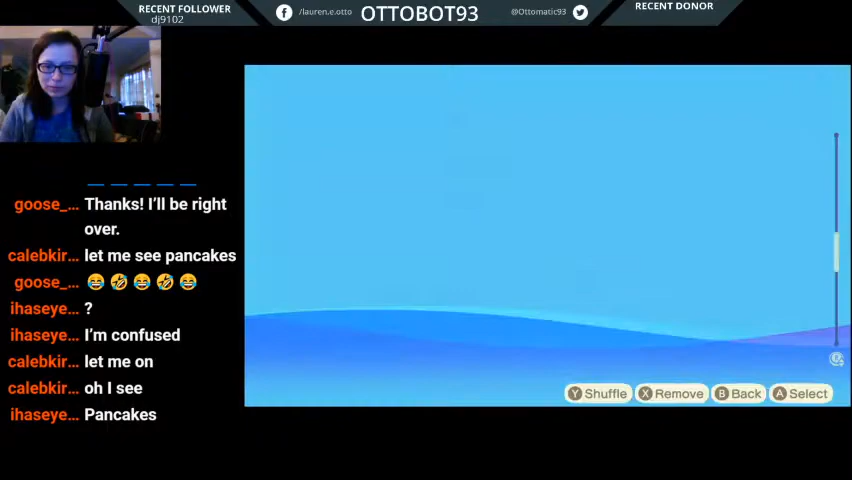 RECENT FOLLOWER
dj9102
/lauren.e.otto
OTTOBOT93
@Ottomatic93
RECENT DONOR
goose_... Thanks! I'll be right
over.
calebkir... let me see pancakes
goose_... 😂 🤣 😂 🤣 😂
ihaseye... ?
ihaseye... I'm confused
calebkir... let me on
calebkir... oh I see
ihaseye... Pancakes
Y Shuffle X Remove B Back A Select